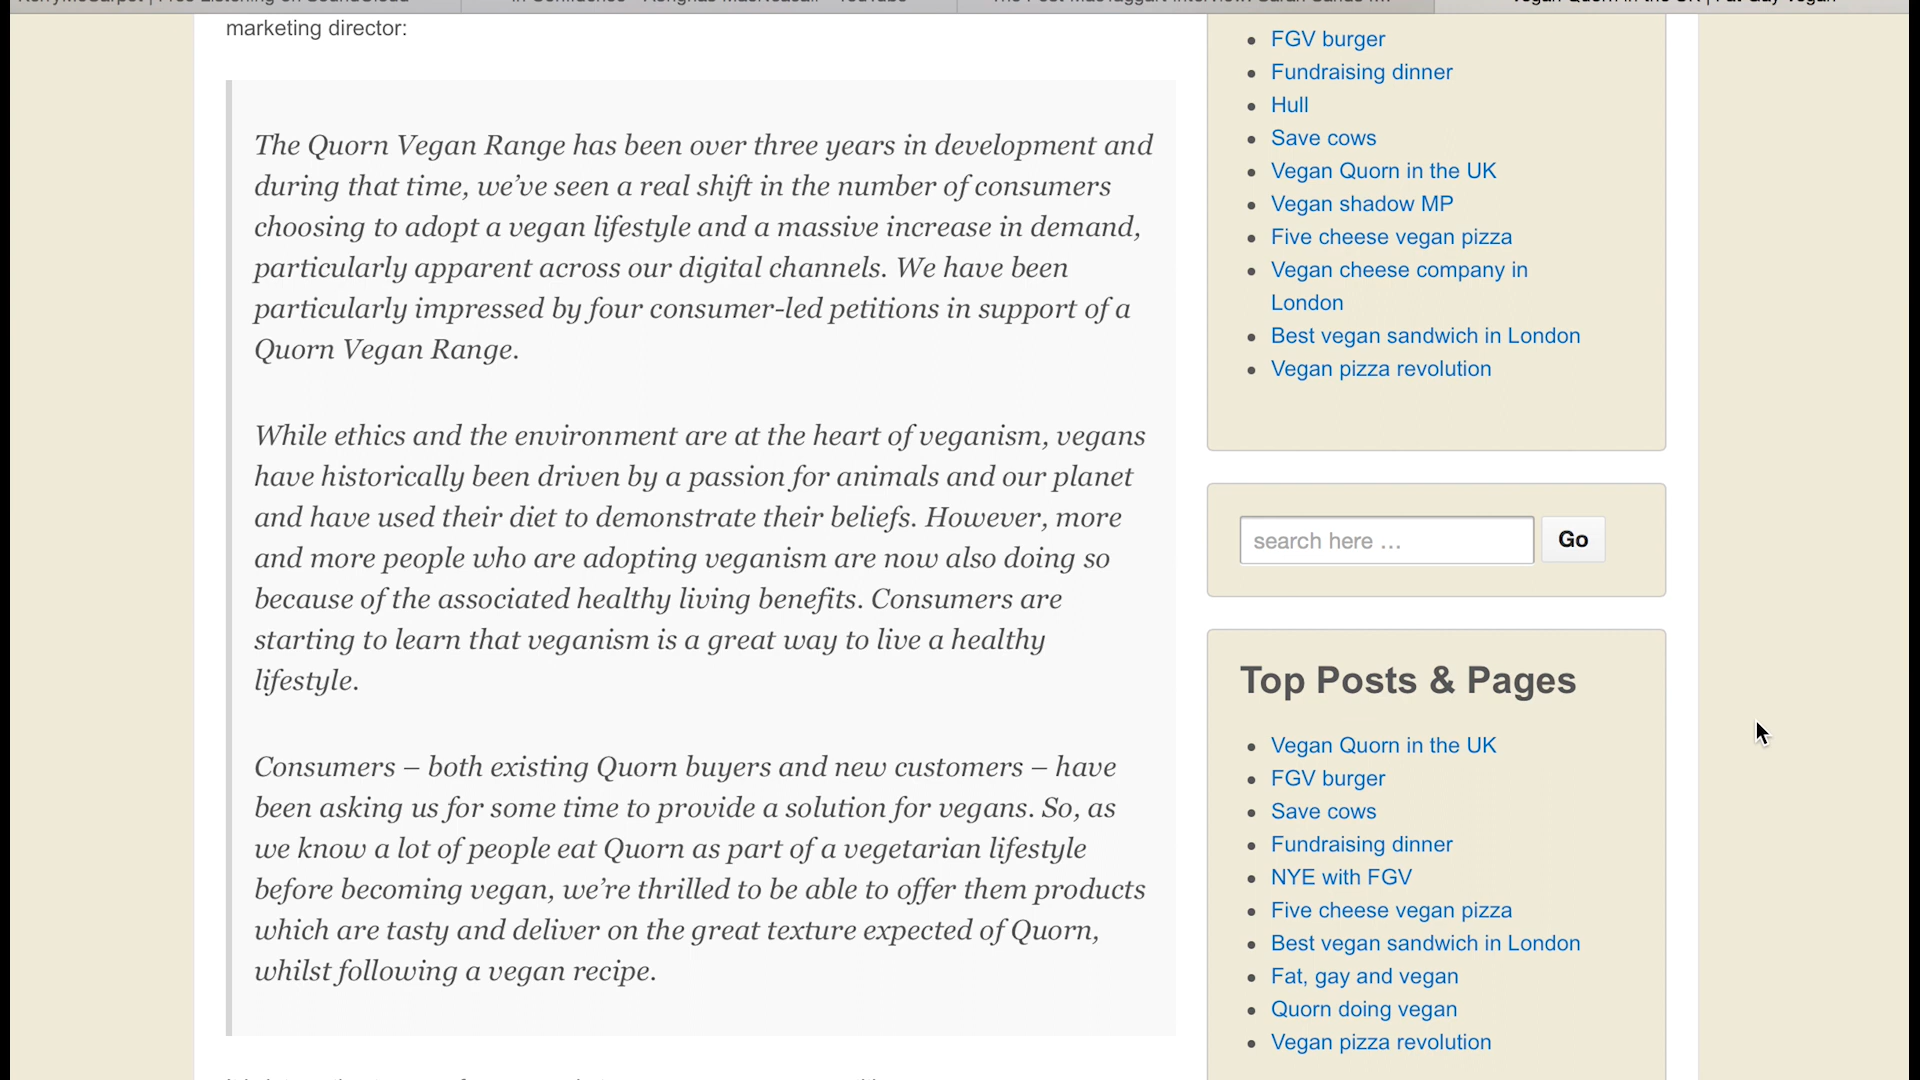 marketing director:
The Quorn Vegan Range has been over three years in development and
during that time, we’ve seen a real shift in the number of consumers
choosing to adopt a vegan lifestyle and a massive increase in demand,
particularly apparent across our digital channels. We have been
particularly impressed by four consumer-led petitions in support of a
Quorn Vegan Range.
While ethics and the environment are at the heart of veganism, vegans
have historically been driven by a passion for animals and our planet
and have used their diet to demonstrate their beliefs. However, more
and more people who are adopting veganism are now also doing so
because of the associated healthy living benefits. Consumers are
starting to learn that veganism is a great way to live a healthy
lifestyle.
Consumers – both existing Quorn buyers and new customers – have
been asking us for some time to provide a solution for vegans. So, as
we know a lot of people eat Quorn as part of a vegetarian lifestyle
before becoming vegan, we’re thrilled to be able to offer them products
which are tasty and deliver on the great texture expected of Quorn,
whilst following a vegan recipe.
FGV burger
Fundraising dinner
Hull
Save cows
Vegan Quorn in the UK
Vegan shadow MP
Five cheese vegan pizza
Vegan cheese company in
London
Best vegan sandwich in London
Vegan pizza revolution
search here …
Go
Top Posts & Pages
Vegan Quorn in the UK
FGV burger
Save cows
Fundraising dinner
NYE with FGV
Five cheese vegan pizza
Best vegan sandwich in London
Fat, gay and vegan
Quorn doing vegan
Vegan pizza revolution